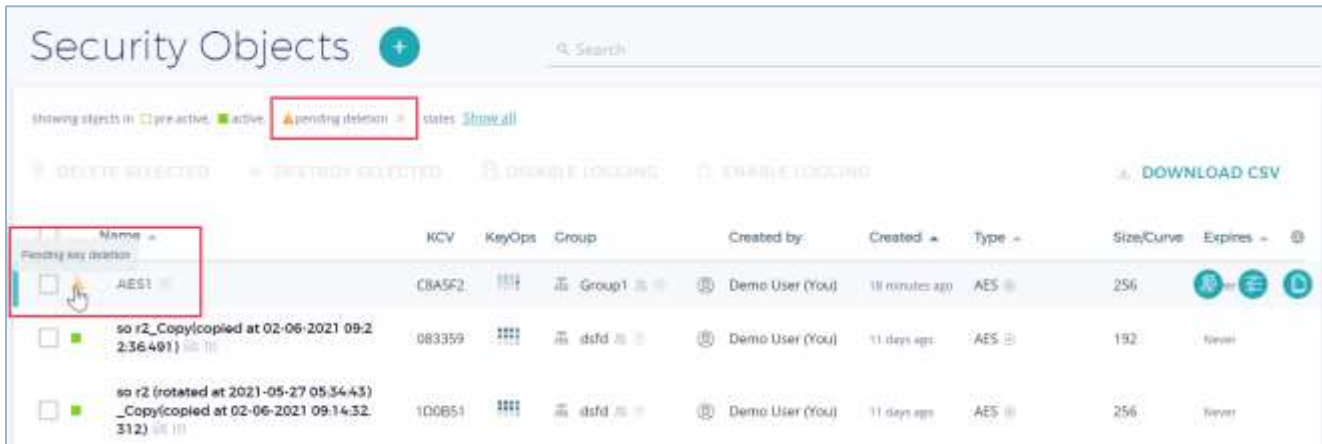 Security Objects
Search
Showing objects in pre active, active, pending deletion × states Show all
DELETE SELECTED DESTROY SELECTED DISABLE LOGGING ENABLE LOGGING DOWNLOAD CSV
Name KCV KeyOps Group Created by Created Type Size/Curve Expires
Pending key deletion
AES1 C8A5F2 Group1 Demo User (You) 18 minutes ago AES 256
so r2_Copy(copied at 02-06-2021 09:2
2:36.491) 083359 dsfd Demo User (You) 11 days ago AES 192 Never
so r2 (rotated at 2021-05-27 05:34:43)
_Copy(copied at 02-06-2021 09:14:32.
312) 1D0B51 dsfd Demo User (You) 11 days ago AES 256 Never